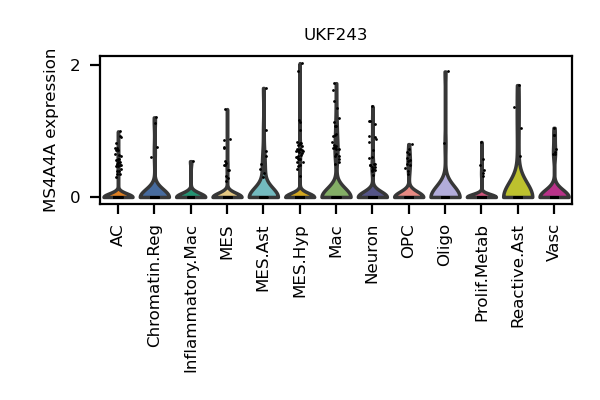 UKF243
MS4A4A expression
2
0
AC
Chromatin.Reg
Inflammatory.Mac
MES
MES.Ast
MES.Hyp
Mac
Neuron
OPC
Oligo
Prolif.Metab
Reactive.Ast
Vasc